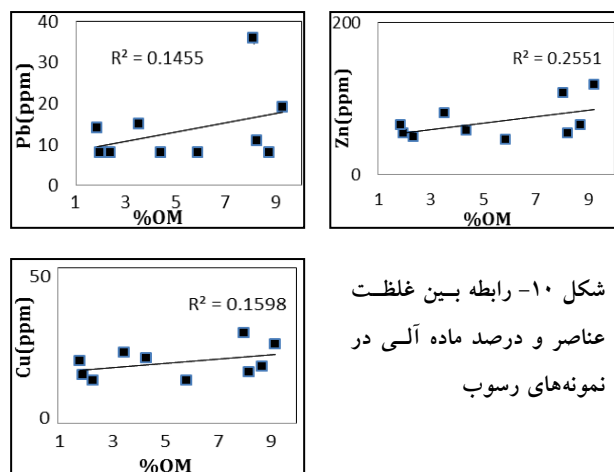 40
30
20
10
0
Pb(ppm)
R² = 0.1455
1 3 5 7 9
%OM
200
0
Zn(ppm)
R² = 0.2551
1 3 5 7 9
%OM
50
0
Cu(ppm)
R² = 0.1598
1 3 5 7 9
%OM
شکل ۱۰- رابطه بین غلظت
عناصر و درصد ماده آلی در
نمونه‌های رسوب